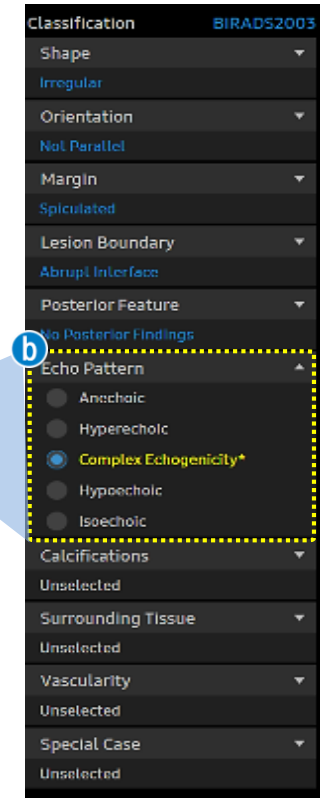 Classification BIRADS2003
Shape
Irregular
Orientation
Not Parallel
Margin
Spiculated
Lesion Boundary
Abrupt Interface
Posterior Feature
No Posterior Findings
b
Echo Pattern
Anechoic
Hyperechoic
Complex Echogenicity*
Hypoechoic
Isoechoic
Calcifications
Unselected
Surrounding Tissue
Unselected
Vascularity
Unselected
Special Case
Unselected